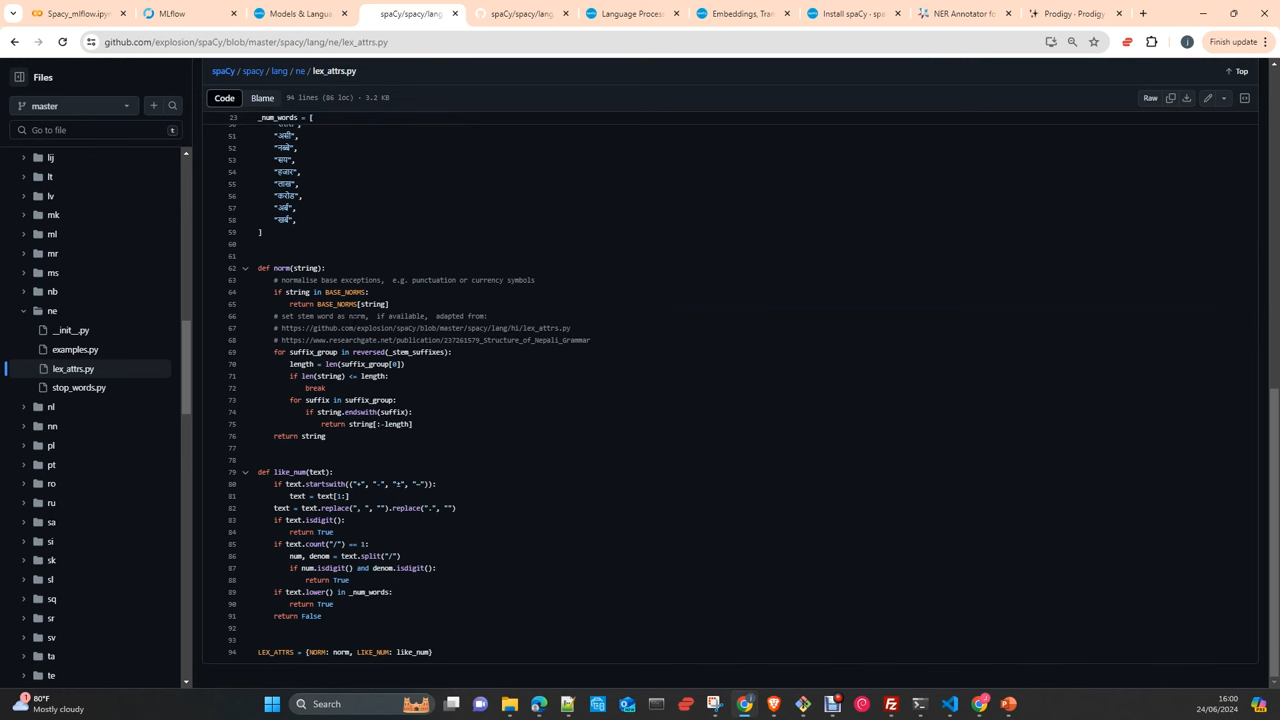 Spacy_mlflow.ipyn
MLflow
Models & Langua
spaCy/spacy/lang
spaCy/spacy/lang
Language Process
Embeddings, Tran
Install spaCy · spa
NER Annotator fo
Prodigy · Prodigy
github.com/explosion/spaCy/blob/master/spacy/lang/ne/lex_attrs.py
Finish update
Files
master
Go to file
t
lij
lt
lv
mk
ml
mr
ms
nb
ne
__init__.py
examples.py
lex_attrs.py
stop_words.py
nl
nn
pl
pt
ro
ru
sa
si
sk
sl
sq
sr
sv
ta
te
spaCy / spacy / lang / ne / lex_attrs.py
Top
Code
Blame
94 lines (86 loc) · 3.2 KB
Raw
23 _num_words = [
51 "असी",
52 "नब्बे",
53 "सय",
54 "हजार",
55 "लाख",
56 "करोड",
57 "अर्ब",
58 "खर्ब",
59 ]
60
61
62 def norm(string):
63 # normalise base exceptions,  e.g. punctuation or currency symbols
64 if string in BASE_NORMS:
65 return BASE_NORMS[string]
66 # set stem word as norm,  if available,  adapted from:
67 # https://github.com/explosion/spaCy/blob/master/spacy/lang/hi/lex_attrs.py
68 # https://www.researchgate.net/publication/237261579_Structure_of_Nepali_Grammar
69 for suffix_group in reversed(_stem_suffixes):
70 length = len(suffix_group[0])
71 if len(string) <= length:
72 break
73 for suffix in suffix_group:
74 if string.endswith(suffix):
75 return string[:-length]
76 return string
77
78
79 def like_num(text):
80 if text.startswith(("+", "-", "±", "~")):
81 text = text[1:]
82 text = text.replace(", ", "").replace(".", "")
83 if text.isdigit():
84 return True
85 if text.count("/") == 1:
86 num, denom = text.split("/")
87 if num.isdigit() and denom.isdigit():
88 return True
89 if text.lower() in _num_words:
90 return True
91 return False
92
93
94 LEX_ATTRS = {NORM: norm, LIKE_NUM: like_num}
80°F
Mostly cloudy
Search
16:00
24/06/2024